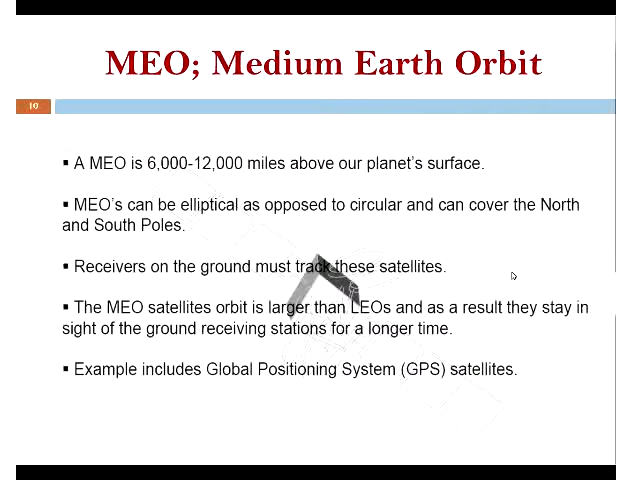 MEO; Medium Earth Orbit
10
▪ A MEO is 6,000-12,000 miles above our planet's surface.
▪ MEO's can be elliptical as opposed to circular and can cover the North
and South Poles.
▪ Receivers on the ground must track these satellites.
▪ The MEO satellites orbit is larger than LEOs and as a result they stay in
sight of the ground receiving stations for a longer time.
▪ Example includes Global Positioning System (GPS) satellites.